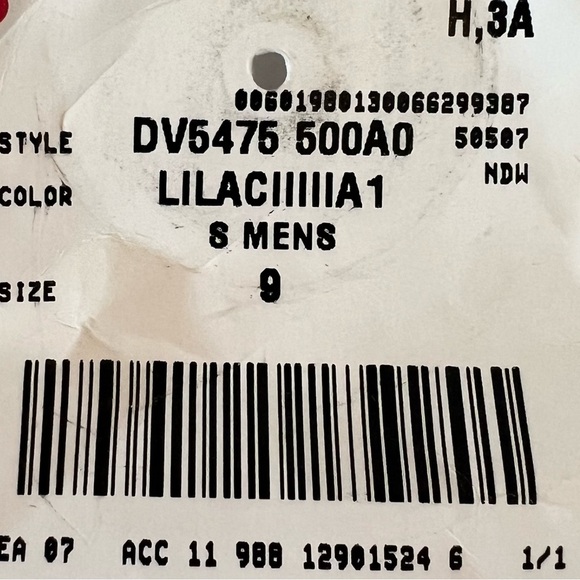 H,3A
00601980130066299387
STYLE DV5475 500A0 50507
NDW
COLOR LILACIIIIIIA1
S MENS
SIZE 9
EA 07 ACC 11 988 12901524 6 1/1